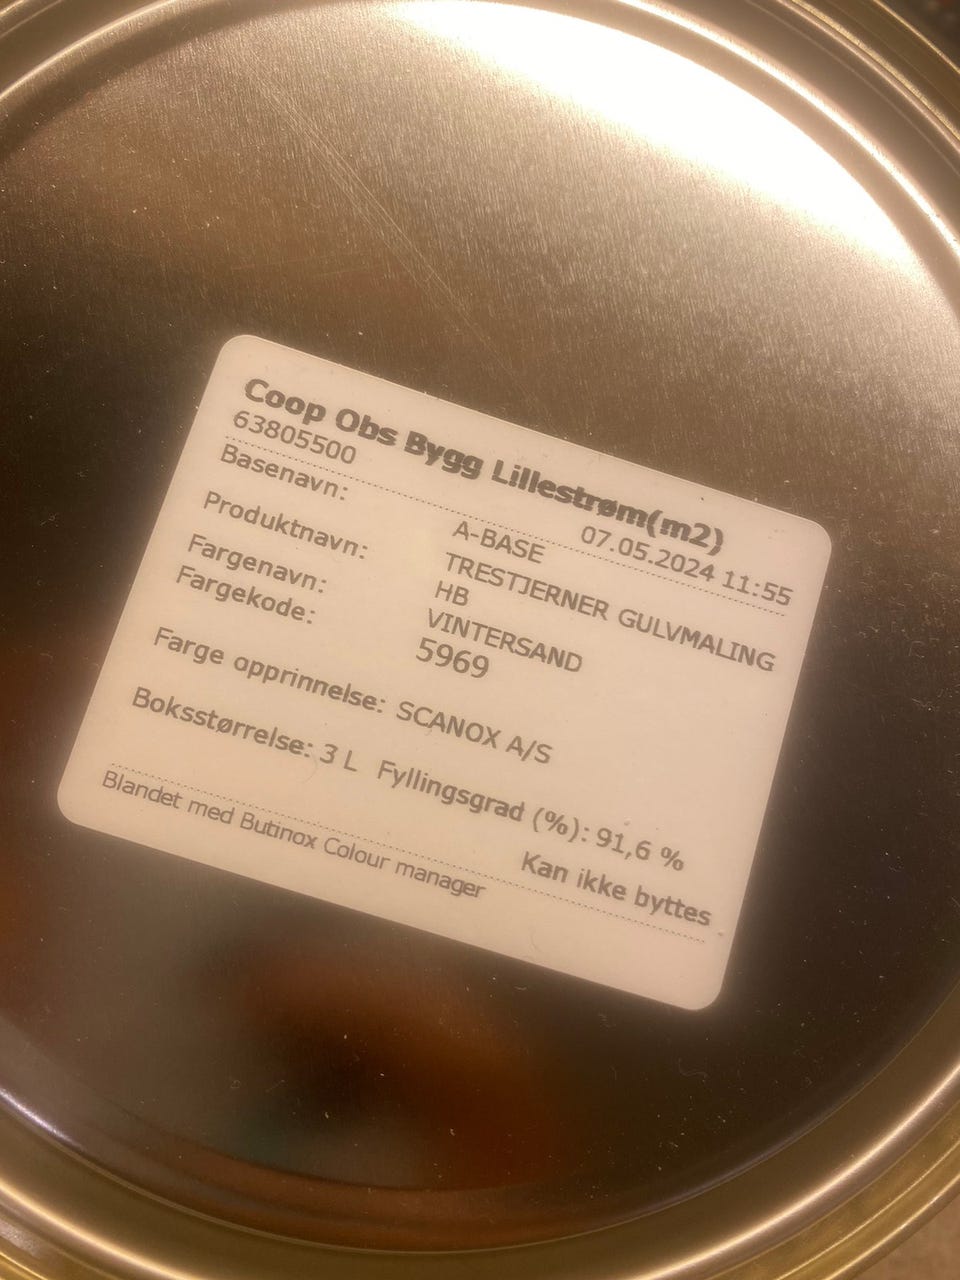 Coop Obs Bygg Lillestrøm(m2)
63805500 07.05.2024 11:55
Basenavn: A-BASE
Produktnavn: TRESTJERNER GULVMALING
HB
Fargenavn: VINTERSAND
Fargekode: 5969
Farge opprinnelse: SCANOX A/S
Boksstørrelse: 3 L Fyllingsgrad (%): 91,6 %
Kan ikke byttes
Blandet med Butinox Colour manager